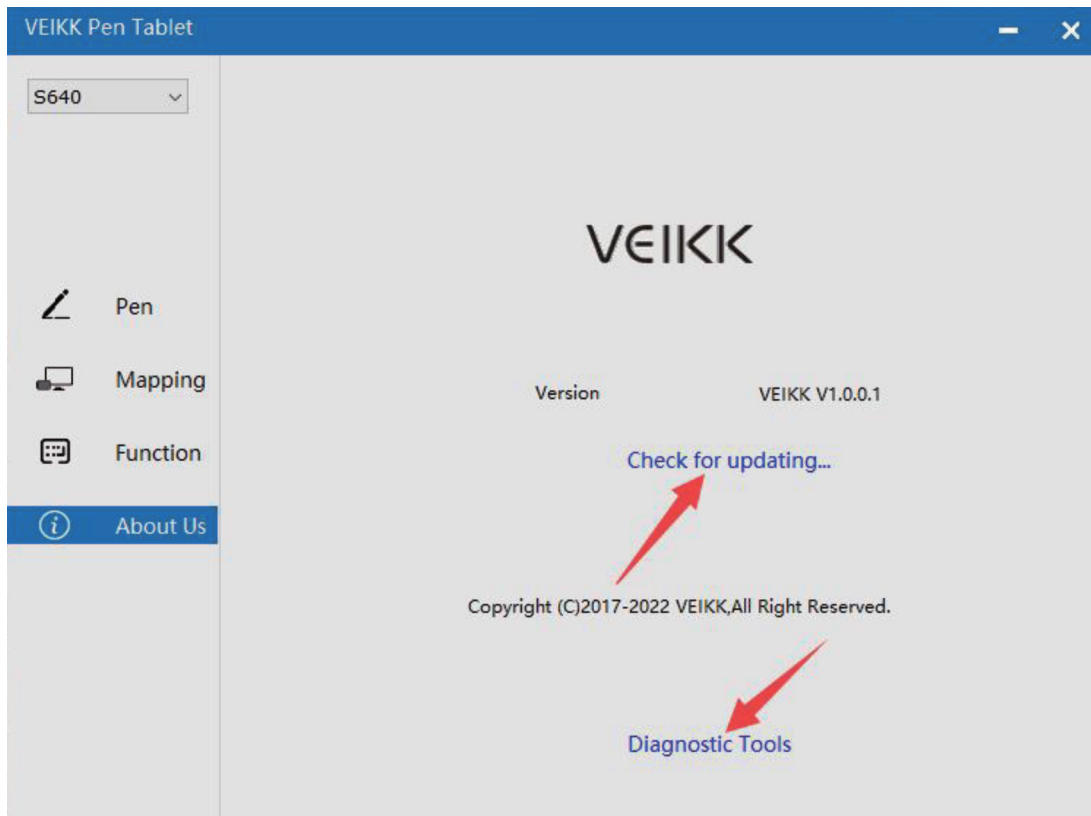 VEIKK Pen Tablet
S640
Pen
Mapping
Function
About Us
VEIKK
Version VEIKK V1.0.0.1
Check for updating...
Copyright (C)2017-2022 VEIKK,All Right Reserved.
Diagnostic Tools